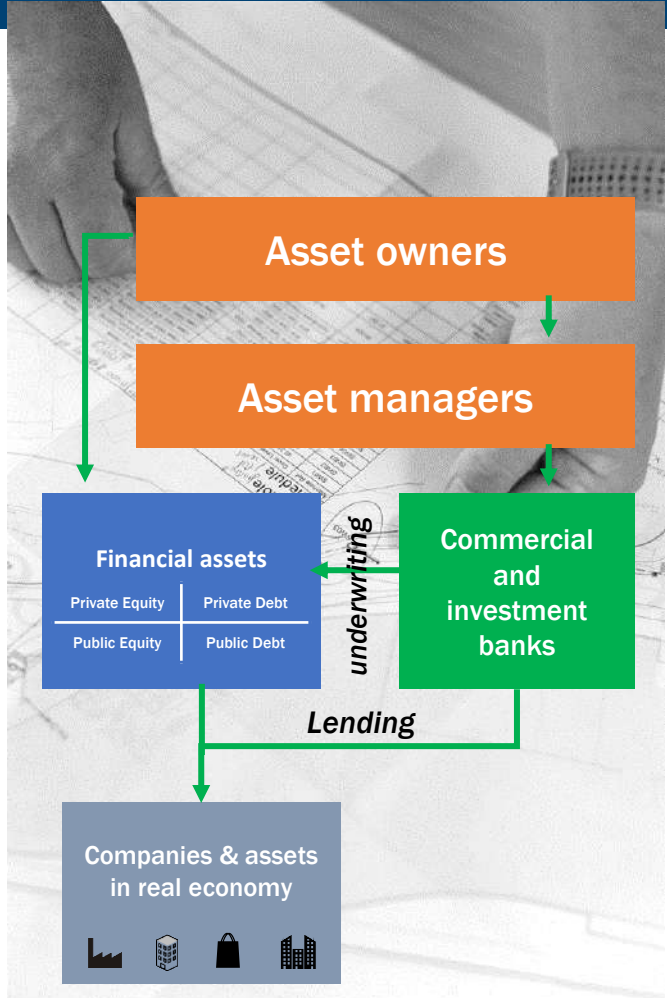 Asset owners
Asset managers
Financial assets
Private Equity
Private Debt
Public Equity
Public Debt
underwriting
Commercial
and
investment
banks
Lending
Companies & assets
in real economy